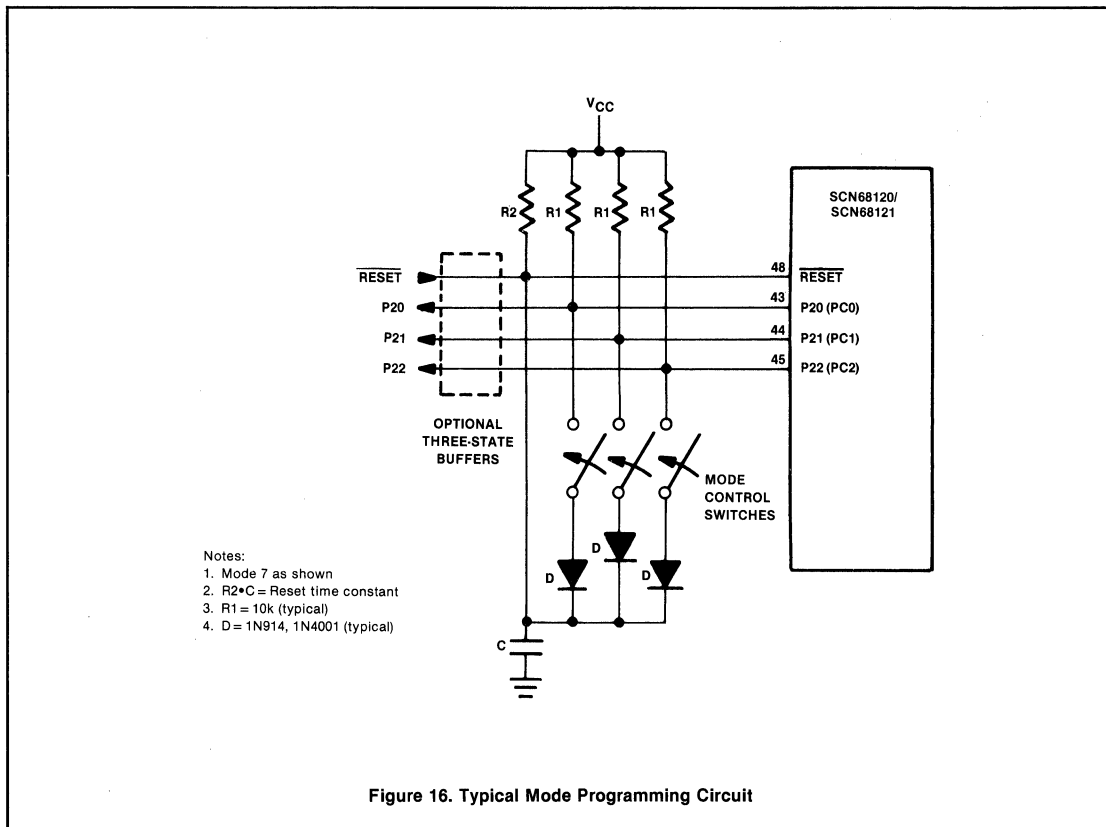 VCC
R2
R1
R1
R1
SCN68120/
SCN68121
RESET
48
RESET
P20
43
P20 (PC0)
P21
44
P21 (PC1)
P22
45
P22 (PC2)
OPTIONAL
THREE-STATE
BUFFERS
MODE
CONTROL
SWITCHES
D
D
D
C
Notes:
1. Mode 7 as shown
2. R2•C = Reset time constant
3. R1 = 10k (typical)
4. D = 1N914, 1N4001 (typical)
Figure 16. Typical Mode Programming Circuit